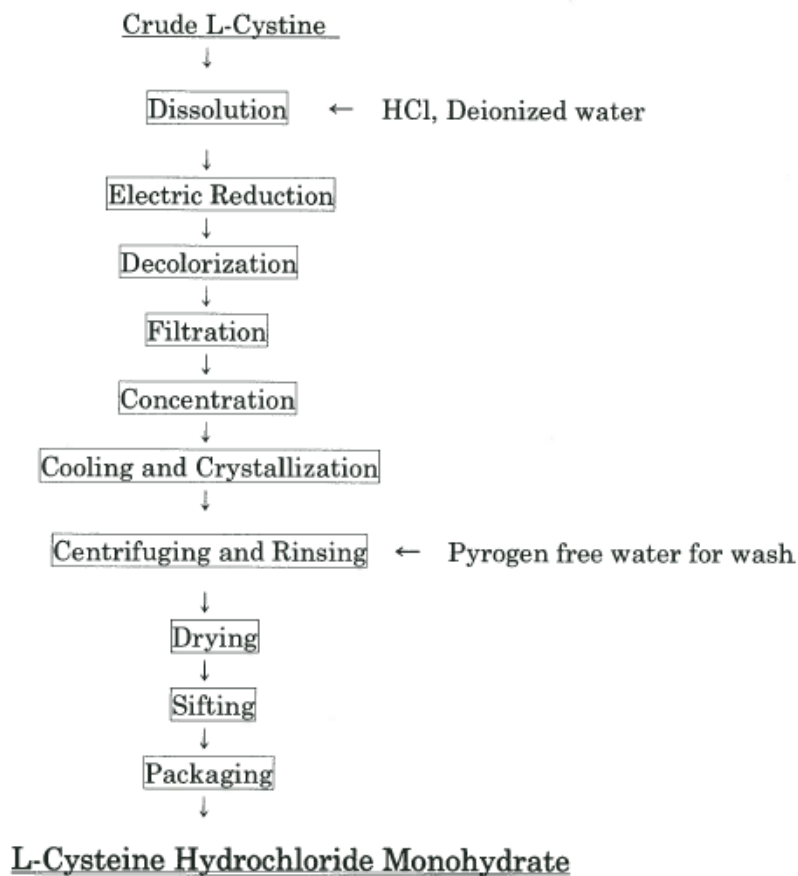 Crude L-Cystine
↓
Dissolution ← HCl, Deionized water
↓
Electric Reduction
↓
Decolorization
↓
Filtration
↓
Concentration
↓
Cooling and Crystallization
↓
Centrifuging and Rinsing ← Pyrogen free water for wash
↓
Drying
↓
Sifting
↓
Packaging
↓
L-Cysteine Hydrochloride Monohydrate